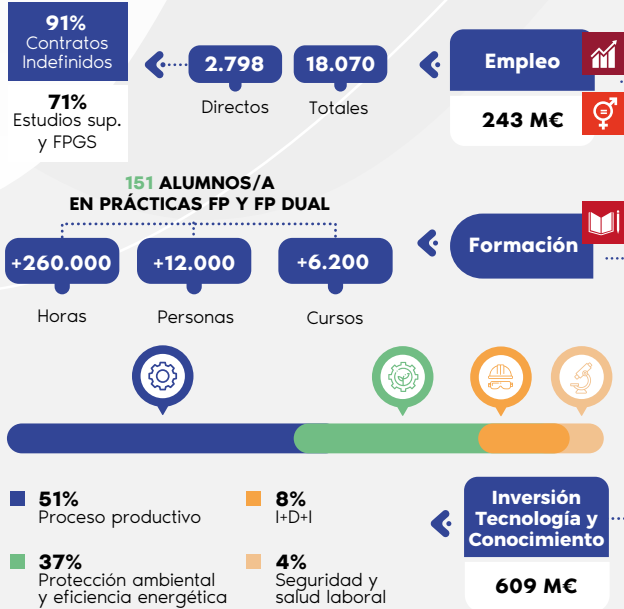 91%
Contratos
Indefinidos
71%
Estudios sup.
y FPGS
2.798
Directos
18.070
Totales
Empleo
243 M€
151 ALUMNOS/A
EN PRÁCTICAS FP Y FP DUAL
+260.000
Horas
+12.000
Personas
+6.200
Cursos
Formación
51%
Proceso productivo
8%
I+D+I
37%
Protección ambiental
y eficiencia energética
4%
Seguridad y
salud laboral
Inversión
Tecnología y
Conocimiento
609 M€